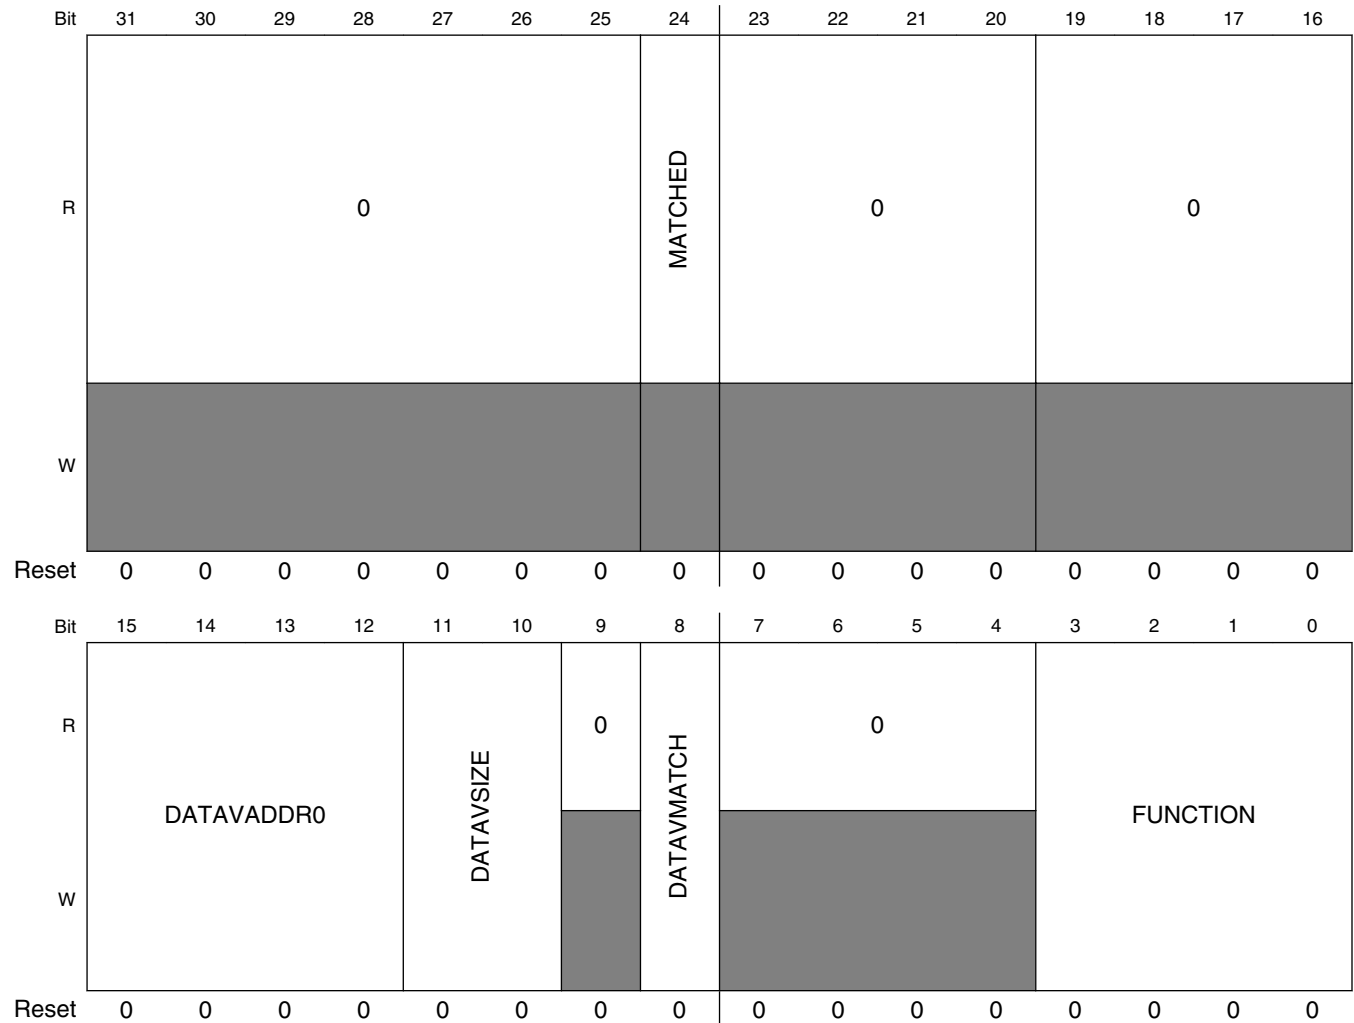 Bit 31 30 29 28 27 26 25 24 23 22 21 20 19 18 17 16
R 0 MATCHED 0 0
W
Reset 0 0 0 0 0 0 0 0 0 0 0 0 0 0 0 0
Bit 15 14 13 12 11 10 9 8 7 6 5 4 3 2 1 0
R 0 0
DATAVADDR0 DATAVSIZE DATAVMATCH FUNCTION
W
Reset 0 0 0 0 0 0 0 0 0 0 0 0 0 0 0 0